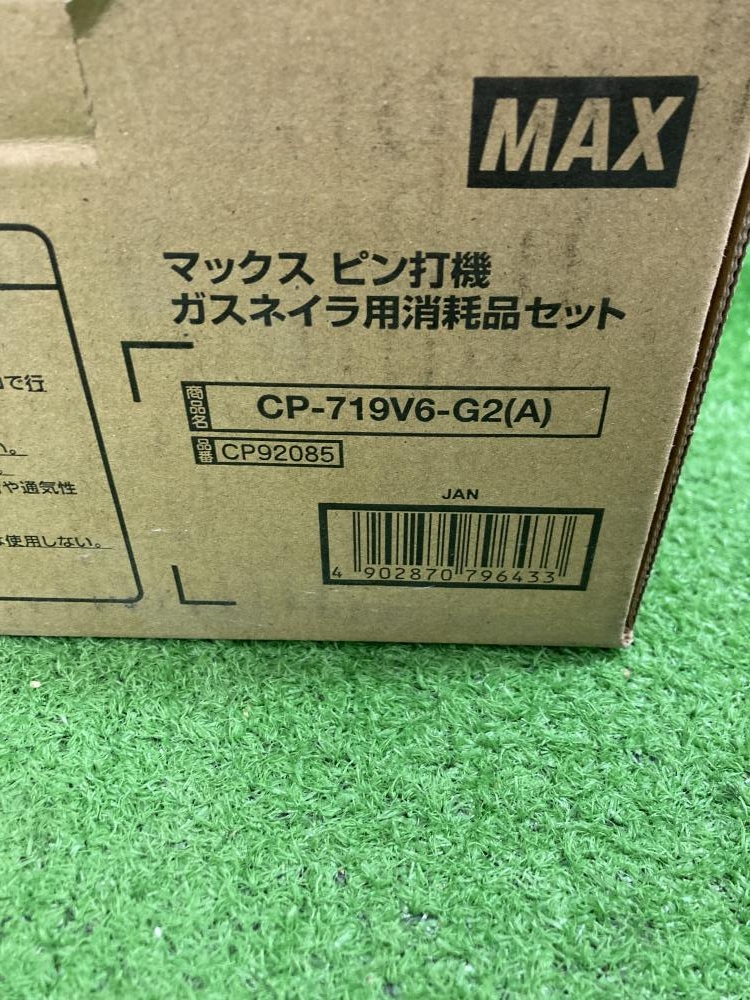 MAX
マックス ピン打機
ガスネイラ用消耗品セット
商品名 CP-719V6-G2(A)
品番 CP92085
JAN
4 902870 796433
で行
い。
や通気性
使用しない。